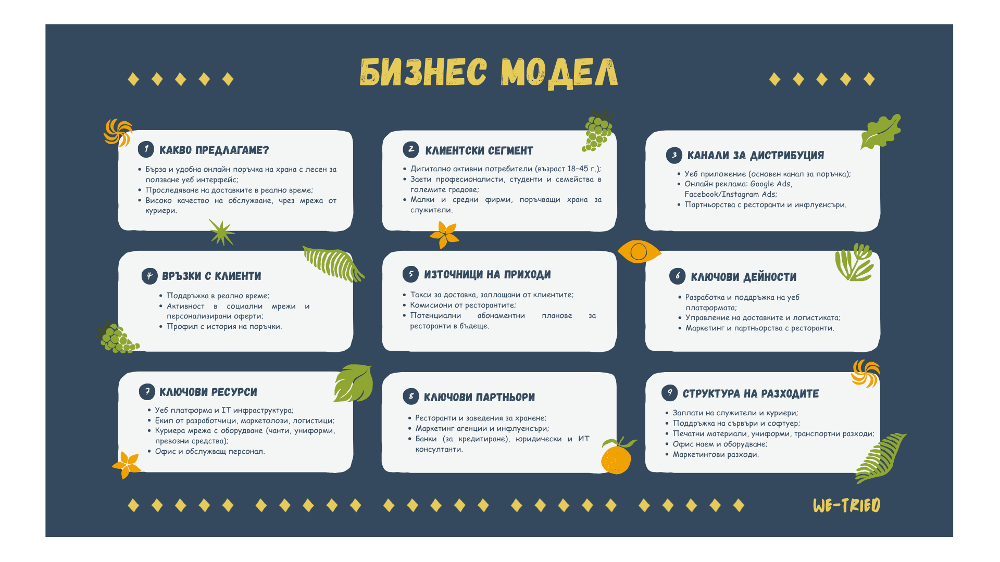 БИЗНЕС МОДЕЛ
1 КАКВО ПРЕДЛАГАМЕ?
• Бърза и удобна онлайн поръчка на храна с лесен за
ползване уеб интерфейс;
• Проследяване на доставките в реално време;
• Високо качество на обслужване, чрез мрежа от
куриери.
2 КЛИЕНТСКИ СЕГМЕНТ
• Дигитално активни потребители (възраст 18–45 г.);
• Заети професионалисти, студенти и семейства в
големите градове;
• Малки и средни фирми, поръчващи храна за
служители.
3 КАНАЛИ ЗА ДИСТРИБУЦИЯ
• Уеб приложение (основен канал за поръчка);
• Онлайн реклама: Google Ads,
Facebook/Instagram Ads;
• Партньорства с ресторанти и инфлуенсъри.
4 ВРЪЗКИ С КЛИЕНТИ
• Поддръжка в реално време;
• Активност в социални мрежи и
персонализирани оферти;
• Профил с история на поръчки.
5 ИЗТОЧНИЦИ НА ПРИХОДИ
• Такси за доставка, заплащани от клиентите;
• Комисиони от ресторантите;
• Потенциални абонаментни планове за
ресторанти в бъдеще.
6 КЛЮЧОВИ ДЕЙНОСТИ
• Разработка и поддръжка на уеб
платформата;
• Управление на доставките и логистиката;
• Маркетинг и партньорства с ресторанти.
7 КЛЮЧОВИ РЕСУРСИ
• Уеб платформа и IT инфраструктура;
• Екип от разработчици, маркетолози, логистици;
• Куриера мрежа с оборудване (чанти, униформи,
превозни средства);
• Офис и обслужващ персонал.
8 КЛЮЧОВИ ПАРТНЬОРИ
• Ресторанти и заведения за хранене;
• Маркетинг агенции и инфлуенсъри;
• Банки (за кредитиране), юридически и ИТ
консултанти.
9 СТРУКТУРА НА РАЗХОДИТЕ
• Заплати на служители и куриери;
• Поддръжка на сървъри и софтуер;
• Печатни материали, униформи, транспортни разходи;
• Офис наем и оборудване;
• Маркетингови разходи.
WE-TRIED